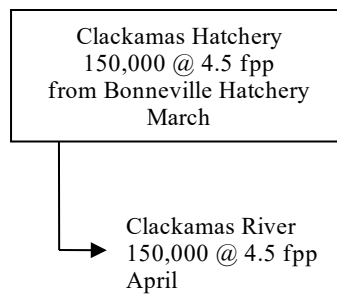 Clackamas Hatchery
150,000 @ 4.5 fpp
from Bonneville Hatchery
March
Clackamas River
150,000 @ 4.5 fpp
April